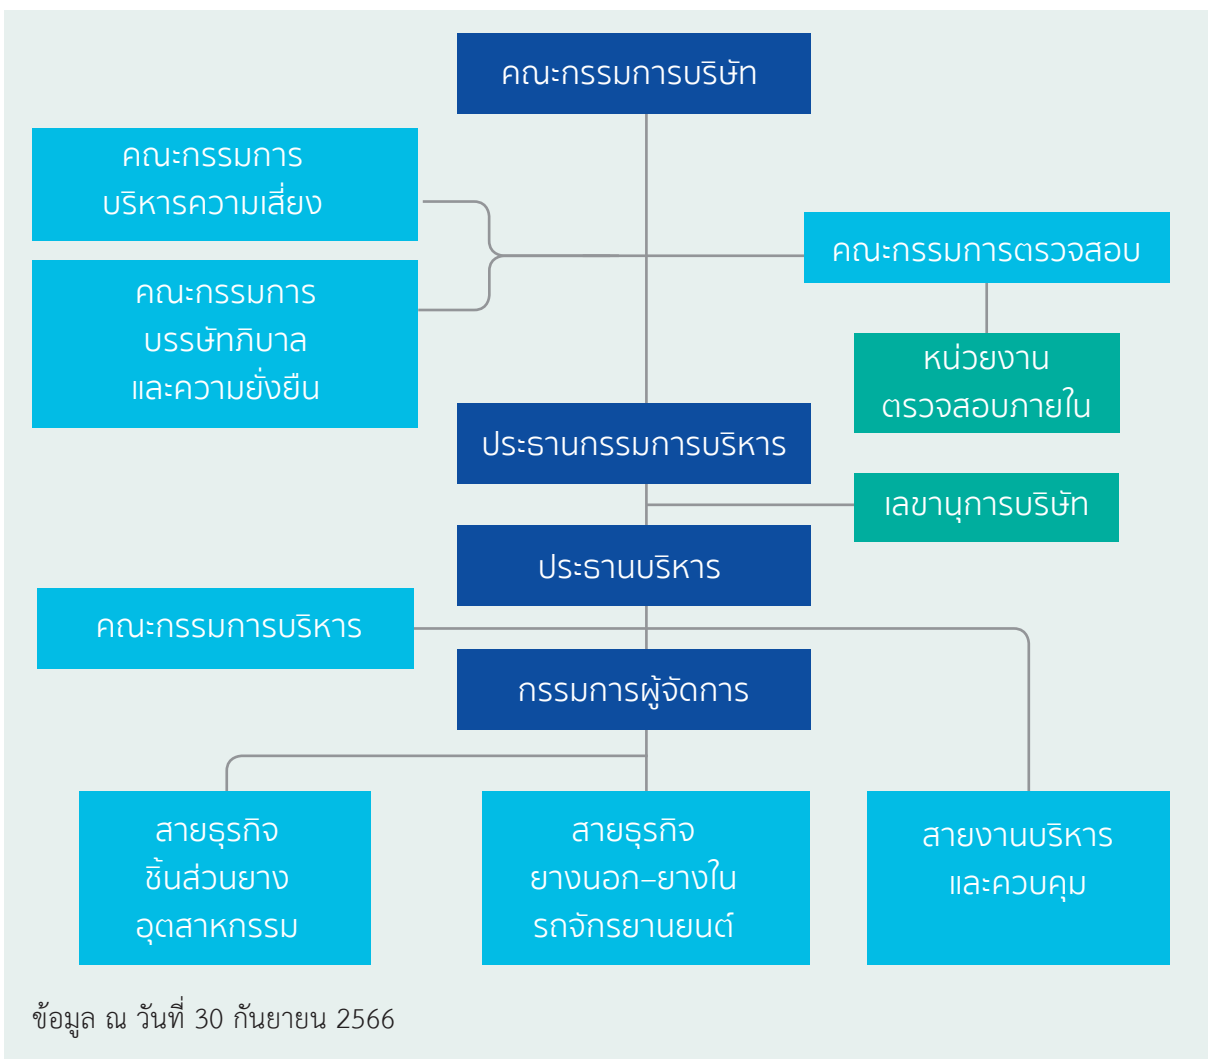 คณะกรรมการบริษัท
คณะกรรมการ
บริหารความเสี่ยง
คณะกรรมการตรวจสอบ
คณะกรรมการ
บรรษัทภิบาล
และความยั่งยืน
หน่วยงาน
ตรวจสอบภายใน
ประธานกรรมการบริหาร
เลขานุการบริษัท
ประธานบริหาร
คณะกรรมการบริหาร
กรรมการผู้จัดการ
สายธุรกิจ
ชิ้นส่วนยาง
อุตสาหกรรม
สายธุรกิจ
ยางนอก–ยางใน
รถจักรยานยนต์
สายงานบริหาร
และควบคุม
ข้อมูล ณ วันที่ 30 กันยายน 2566